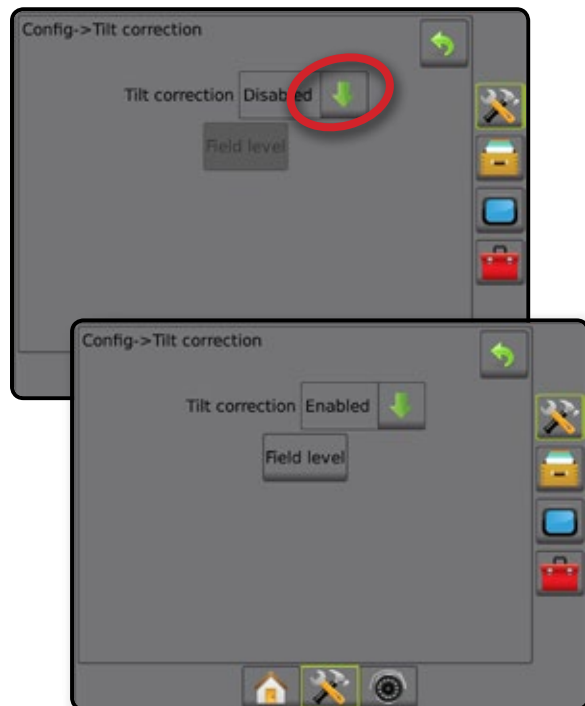 Config->Tilt correction
Tilt correction Disabled
Field level
Config->Tilt correction
Tilt correction Enabled
Field level